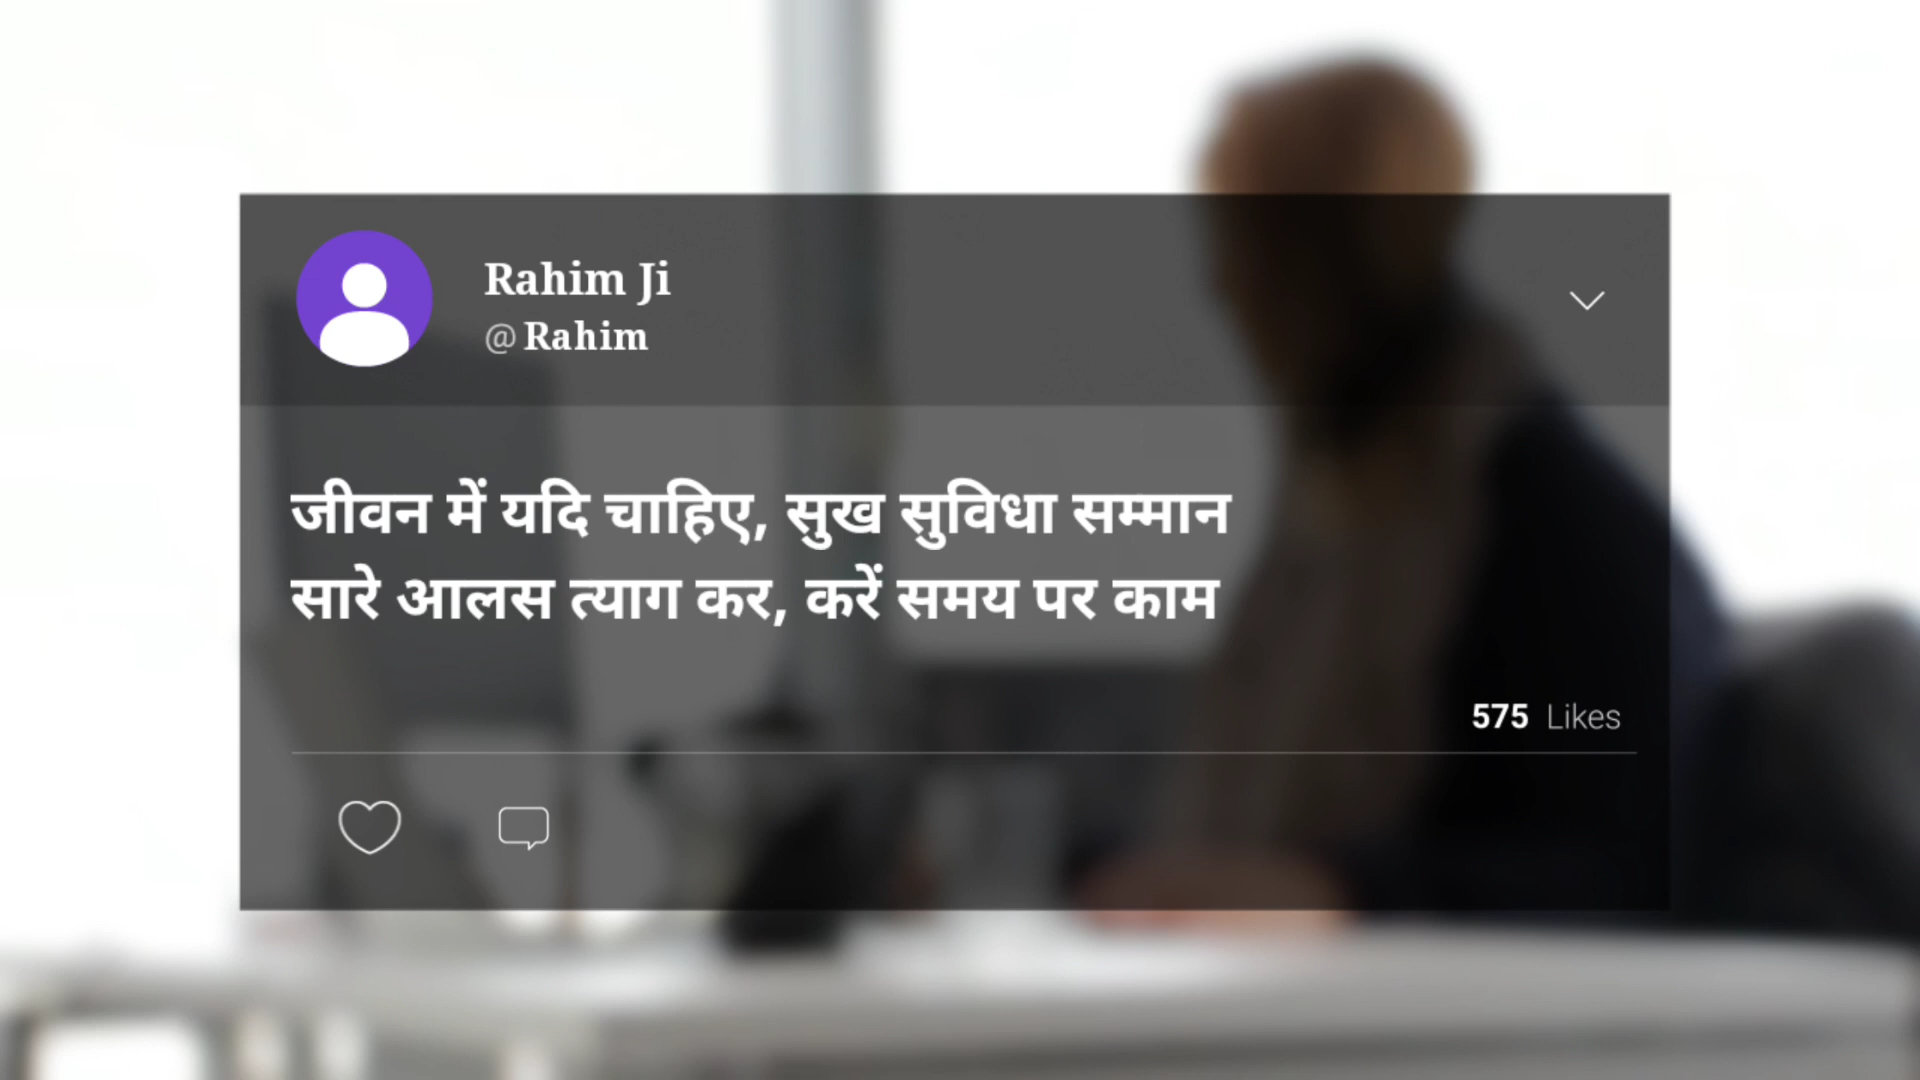 Rahim Ji
@Rahim
जीवन में यदि चाहिए, सुख सुविधा सम्मान
सारे आलस त्याग कर, करें समय पर काम
575 Likes